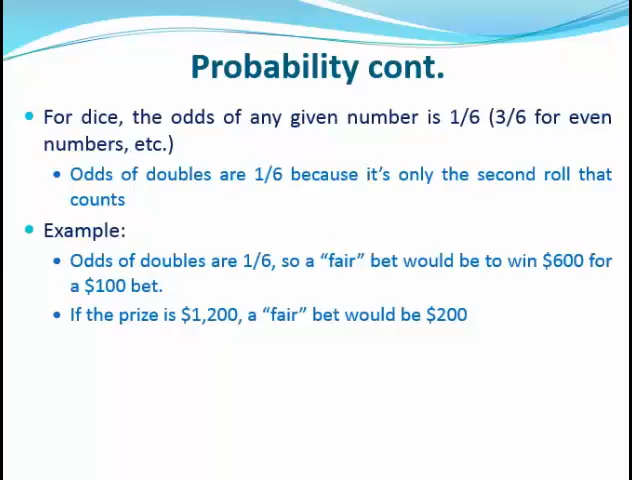 Probability cont.
For dice, the odds of any given number is 1/6 (3/6 for even
numbers, etc.)
Odds of doubles are 1/6 because it's only the second roll that
counts
Example:
Odds of doubles are 1/6, so a "fair" bet would be to win $600 for
a $100 bet.
If the prize is $1,200, a "fair" bet would be $200